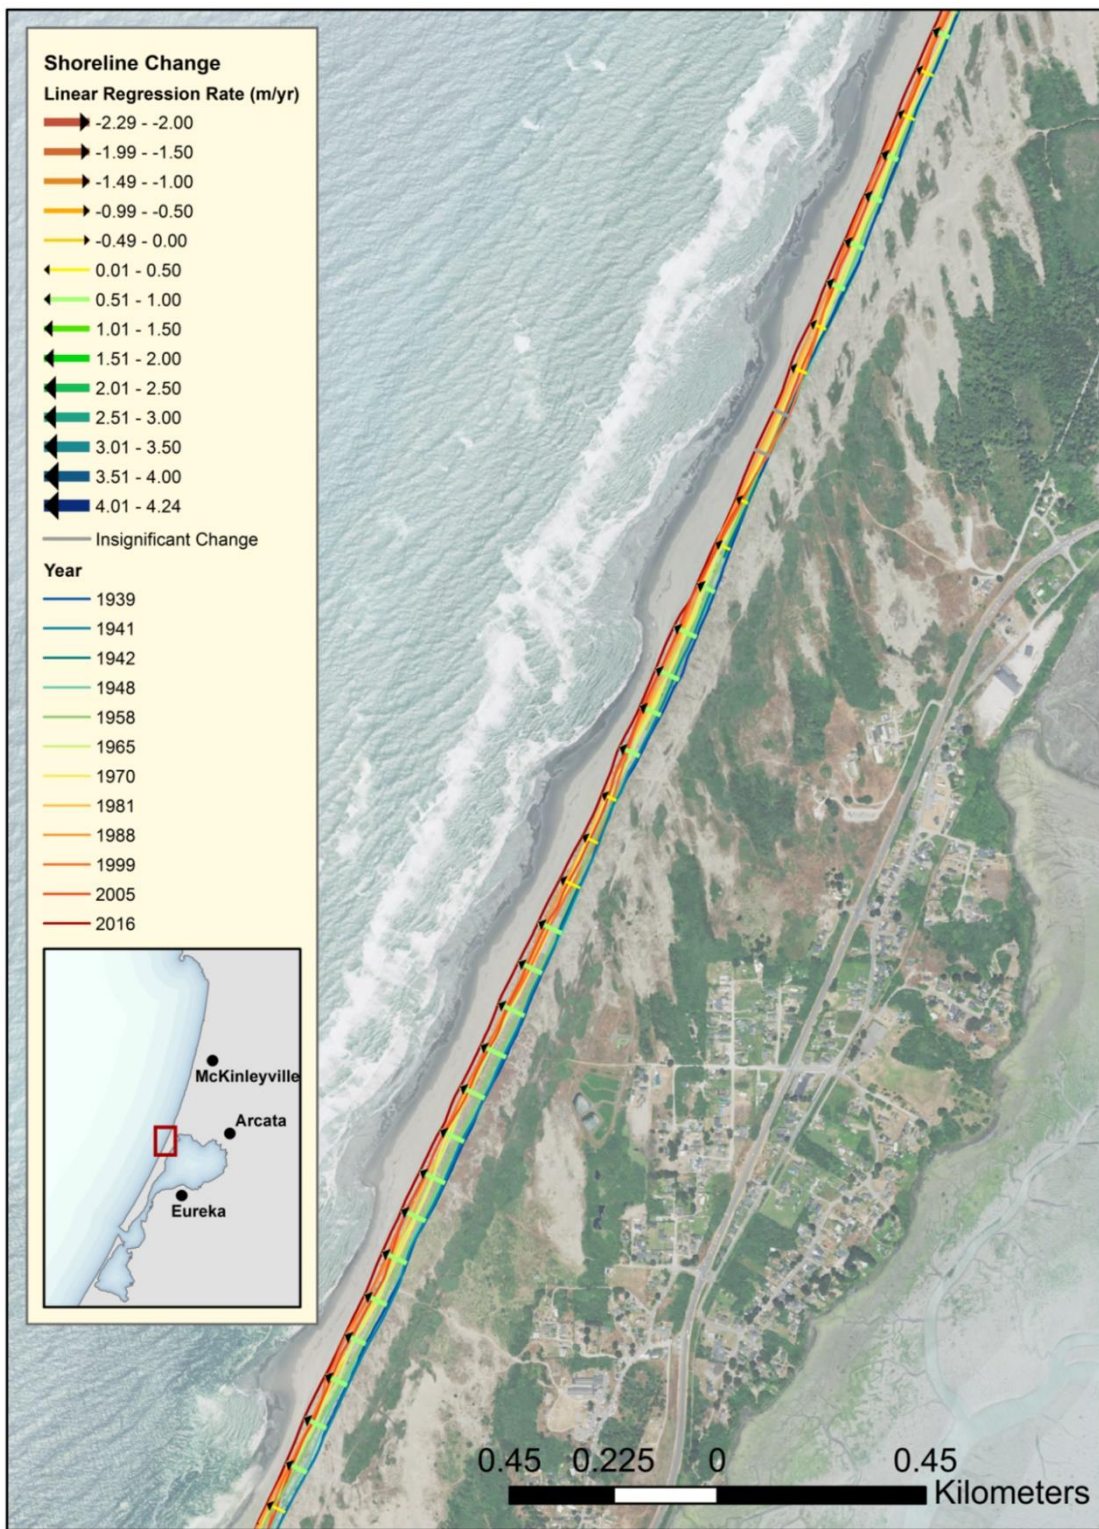 Shoreline Change
Linear Regression Rate (m/yr)
-2.29 - -2.00
-1.99 - -1.50
-1.49 - -1.00
-0.99 - -0.50
-0.49 - 0.00
0.01 - 0.50
0.51 - 1.00
1.01 - 1.50
1.51 - 2.00
2.01 - 2.50
2.51 - 3.00
3.01 - 3.50
3.51 - 4.00
4.01 - 4.24
Insignificant Change
Year
1939
1941
1942
1948
1958
1965
1970
1981
1988
1999
2005
2016
McKinleyville
Arcata
Eureka
0.45 0.225 0 0.45
Kilometers